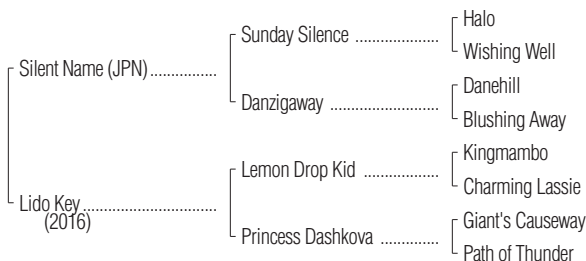 Halo
Sunday Silence ....................
Wishing Well
Silent Name (JPN) ................
Danehill
Danzigaway ..........................
Blushing Away
Kingmambo
Lemon Drop Kid ..................
Charming Lassie
Lido Key ................................
(2016)
Giant's Causeway
Princess Dashkova ...............
Path of Thunder